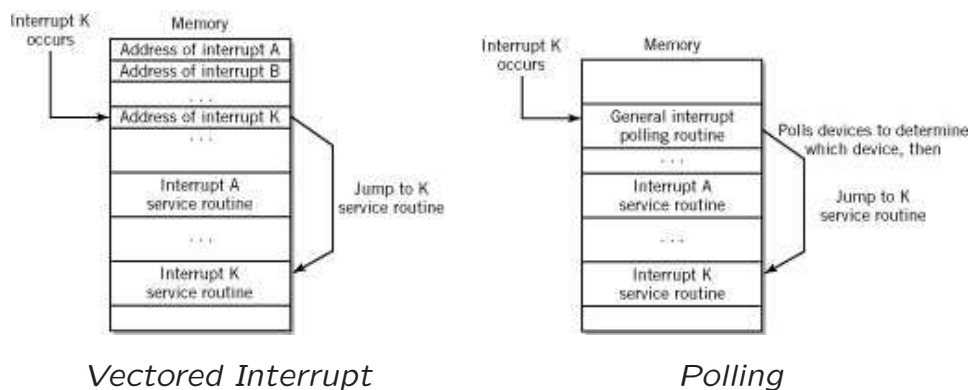 Interrupt K
occurs
Memory
Address of interrupt A
Address of interrupt B
. . .
Address of interrupt K
. . .
Interrupt A
service routine
. . .
Interrupt K
service routine
Jump to K
service routine
Vectored Interrupt
Interrupt K
occurs
Memory
General interrupt
polling routine
. . .
Interrupt A
service routine
. . .
Interrupt K
service routine
Polls devices to determine
which device, then
Jump to K
service routine
Polling